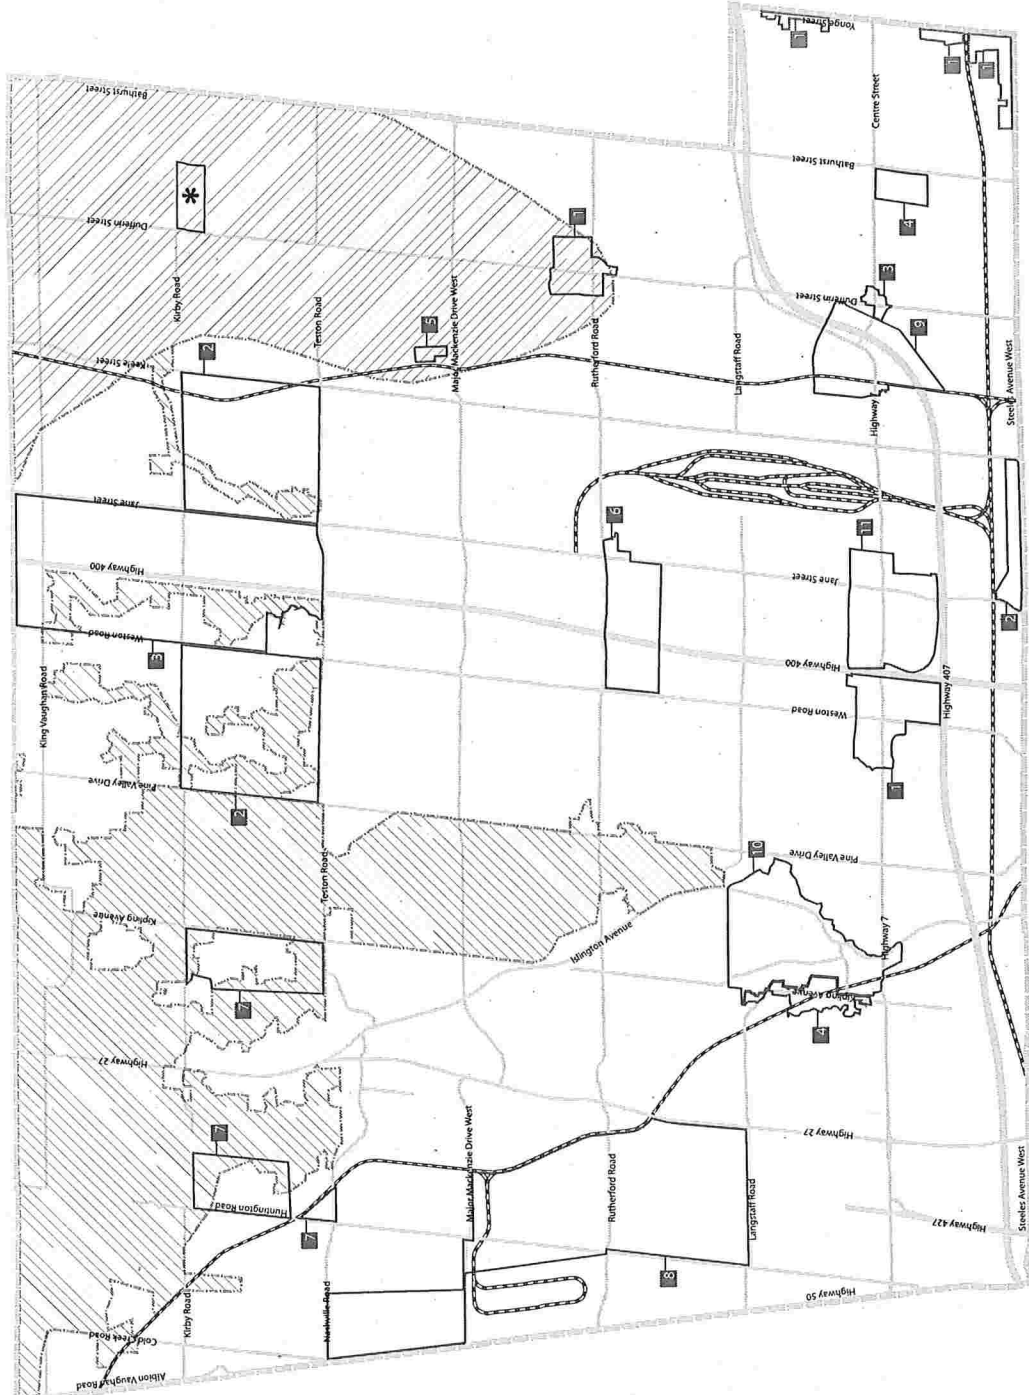 Yonge Street
1
1
1
Bathurst Street
Centre Street
Bathurst Street
*
Dufferin Street
1
4
Kirby Road
Teston Road
Major Mackenzie Drive West
Rutherford Road
Langstaff Road
Dufferin Street
3
5
9
Keele Street
2
Highway 7
Steeles Avenue West
Jane Street
6
11
Highway 400
Jane Street
2
Weston Road
King Vaughan Road
Highway 400
Weston Road
Highway 407
Pine Valley Drive
2
1
Pine Valley Drive
10
Teston Road
Kipling Avenue
Islington Avenue
Highway 7
7
Kipling Avenue
4
Highway 27
7
Major Mackenzie Drive West
Highway 27
Huntington Road
Rutherford Road
Langstaff Road
Steeles Avenue West
7
Highway 427
8
Kirby Road
Nashville Road
Highway 50
Cold Creek Road
Albion Vaughan Road